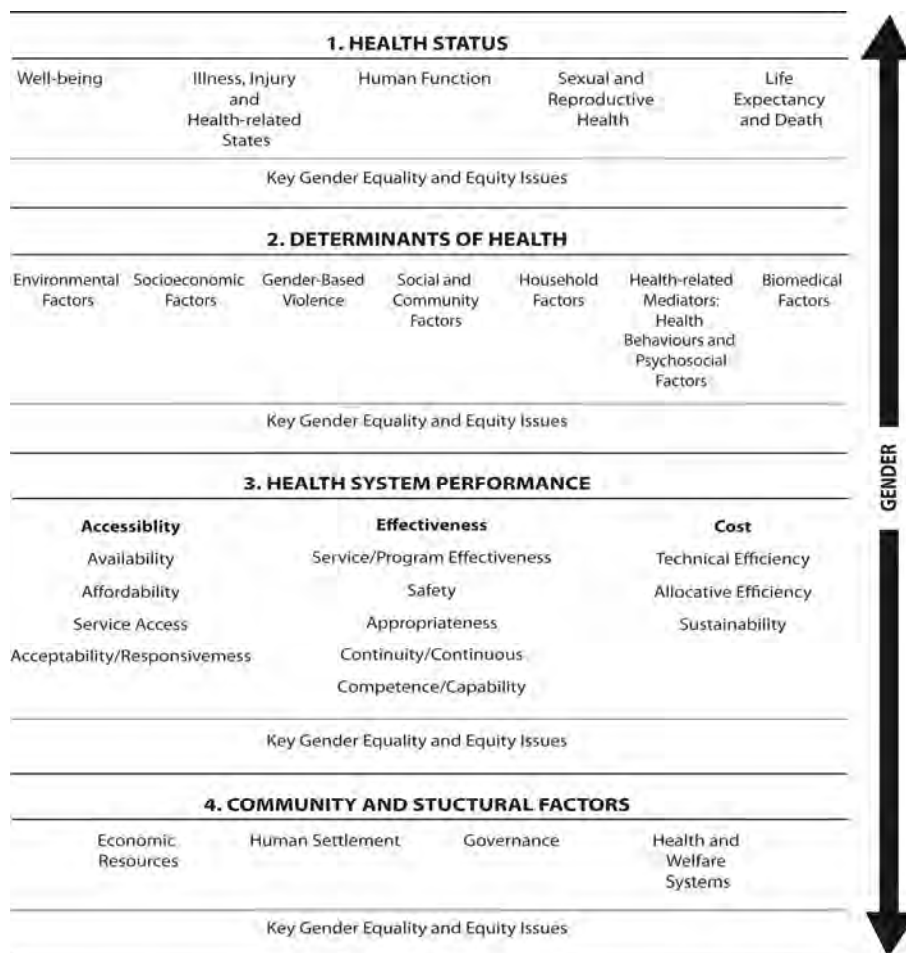 1. HEALTH STATUS
Well-being
Illness, Injury
and
Health-related
States
Human Function
Sexual and
Reproductive
Health
Life
Expectancy
and Death
Key Gender Equality and Equity Issues
2. DETERMINANTS OF HEALTH
Environmental
Factors
Socioeconomic
Factors
Gender-Based
Violence
Social and
Community
Factors
Household
Factors
Health-related
Mediators:
Health
Behaviours and
Psychosocial
Factors
Biomedical
Factors
Key Gender Equality and Equity Issues
3. HEALTH SYSTEM PERFORMANCE
Accessiblity
Availability
Affordability
Service Access
Acceptability/Responsivemess
Effectiveness
Service/Program Effectiveness
Safety
Appropriateness
Continuity/Continuous
Competence/Capability
Cost
Technical Efficiency
Allocative Efficiency
Sustainability
Key Gender Equality and Equity Issues
4. COMMUNITY AND STUCTURAL FACTORS
Economic
Resources
Human Settlement
Governance
Health and
Welfare
Systems
Key Gender Equality and Equity Issues
GENDER